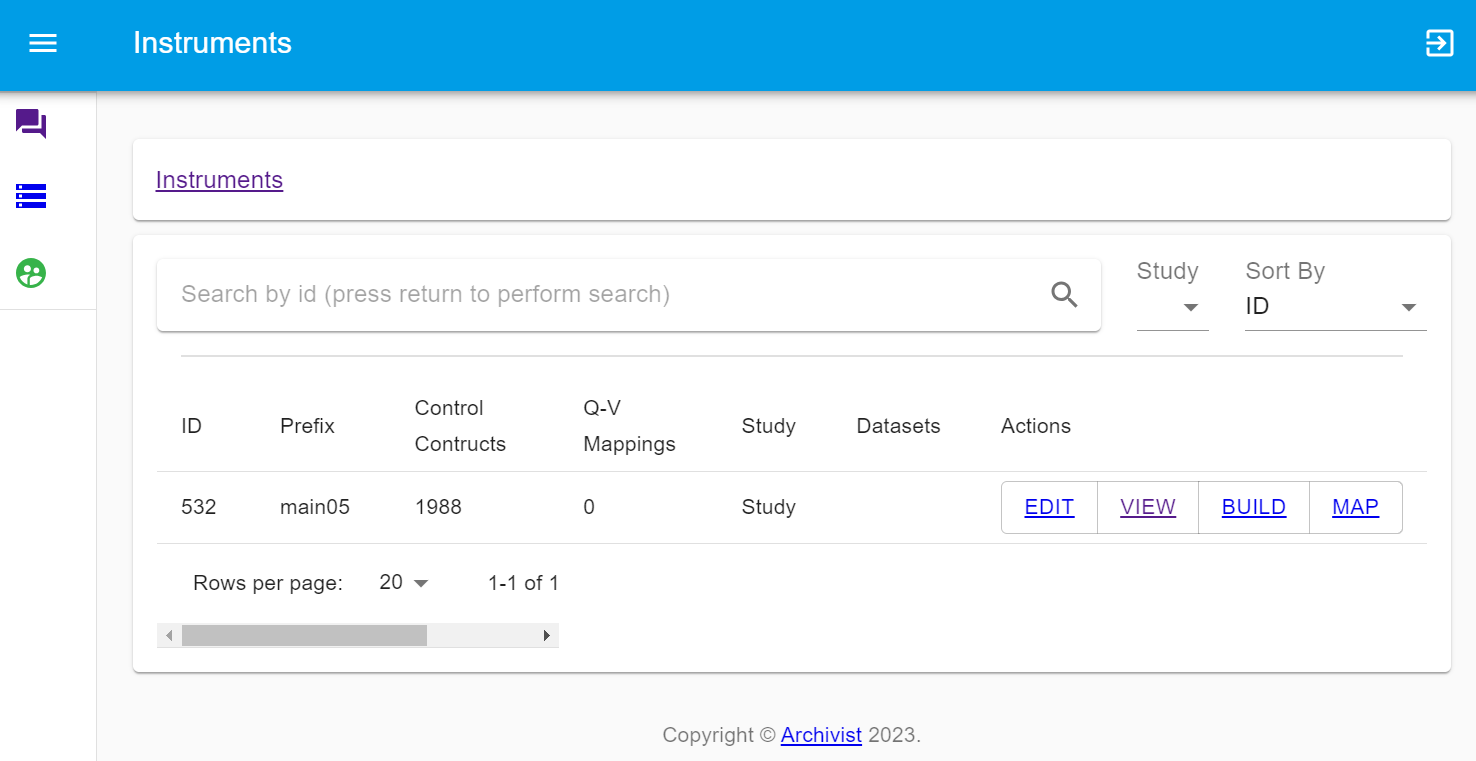 Instruments
Instruments
Search by id (press return to perform search)
Study
Sort By
ID
ID Prefix Control Contructs Q-V Mappings Study Datasets Actions
532 main05 1988 0 Study EDIT VIEW BUILD MAP
Rows per page: 20 1-1 of 1
Copyright © Archivist 2023.